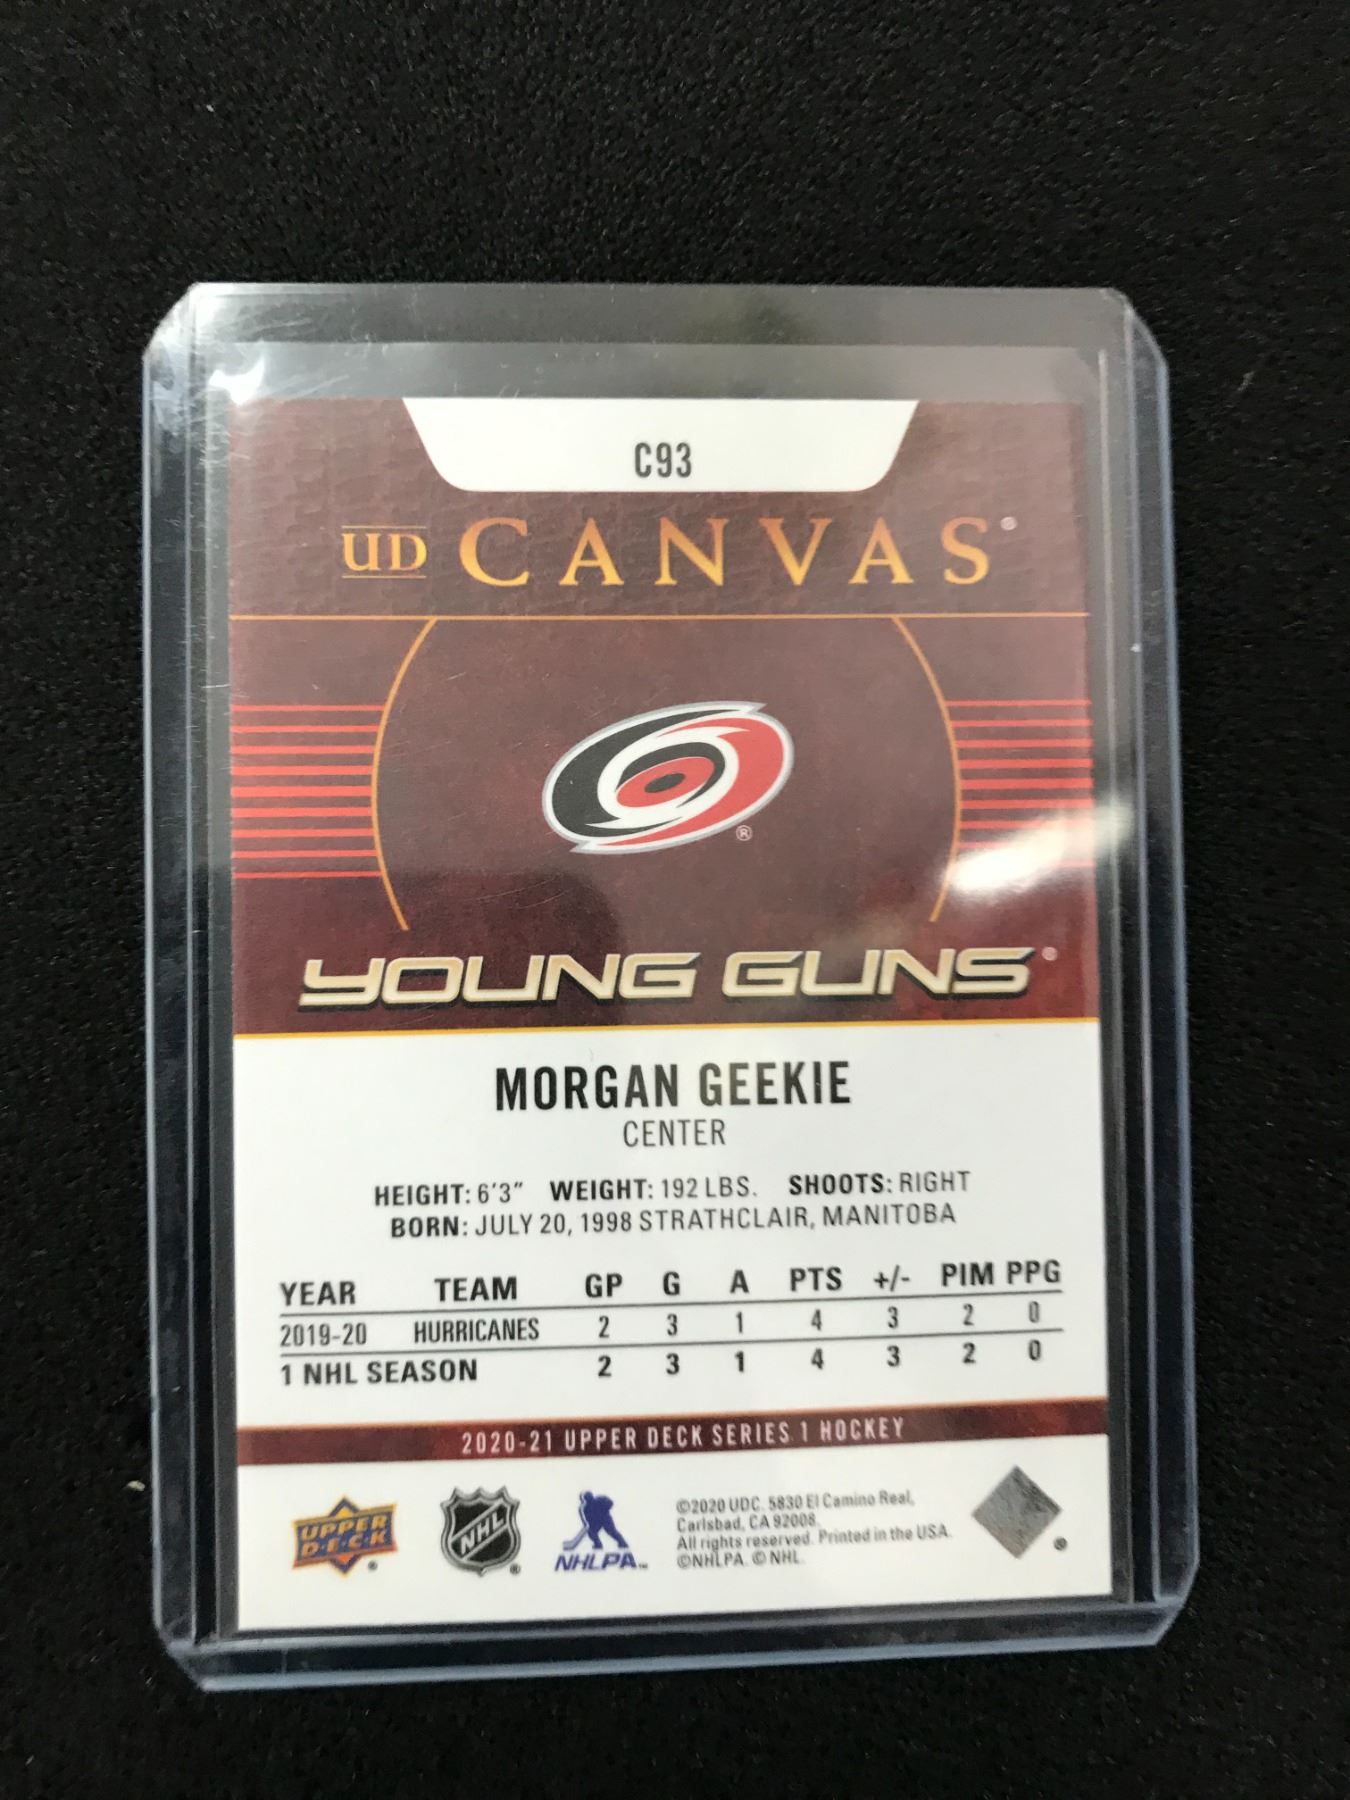 C93
UD CANVAS®
®
YOUNG GUNS®
MORGAN GEEKIE
CENTER
HEIGHT: 6'3" WEIGHT: 192 LBS. SHOOTS: RIGHT
BORN: JULY 20, 1998 STRATHCLAIR, MANITOBA
YEAR TEAM GP G A PTS +/- PIM PPG
2019-20 HURRICANES 2 3 1 4 3 2 0
1 NHL SEASON 2 3 1 4 3 2 0
2020-21 UPPER DECK SERIES 1 HOCKEY
UPPER
D·E·C·K
NHL
NHLPA™
©2020 UDC. 5830 El Camino Real,
Carlsbad, CA 92008.
All rights reserved. Printed in the USA.
©NHLPA. © NHL.